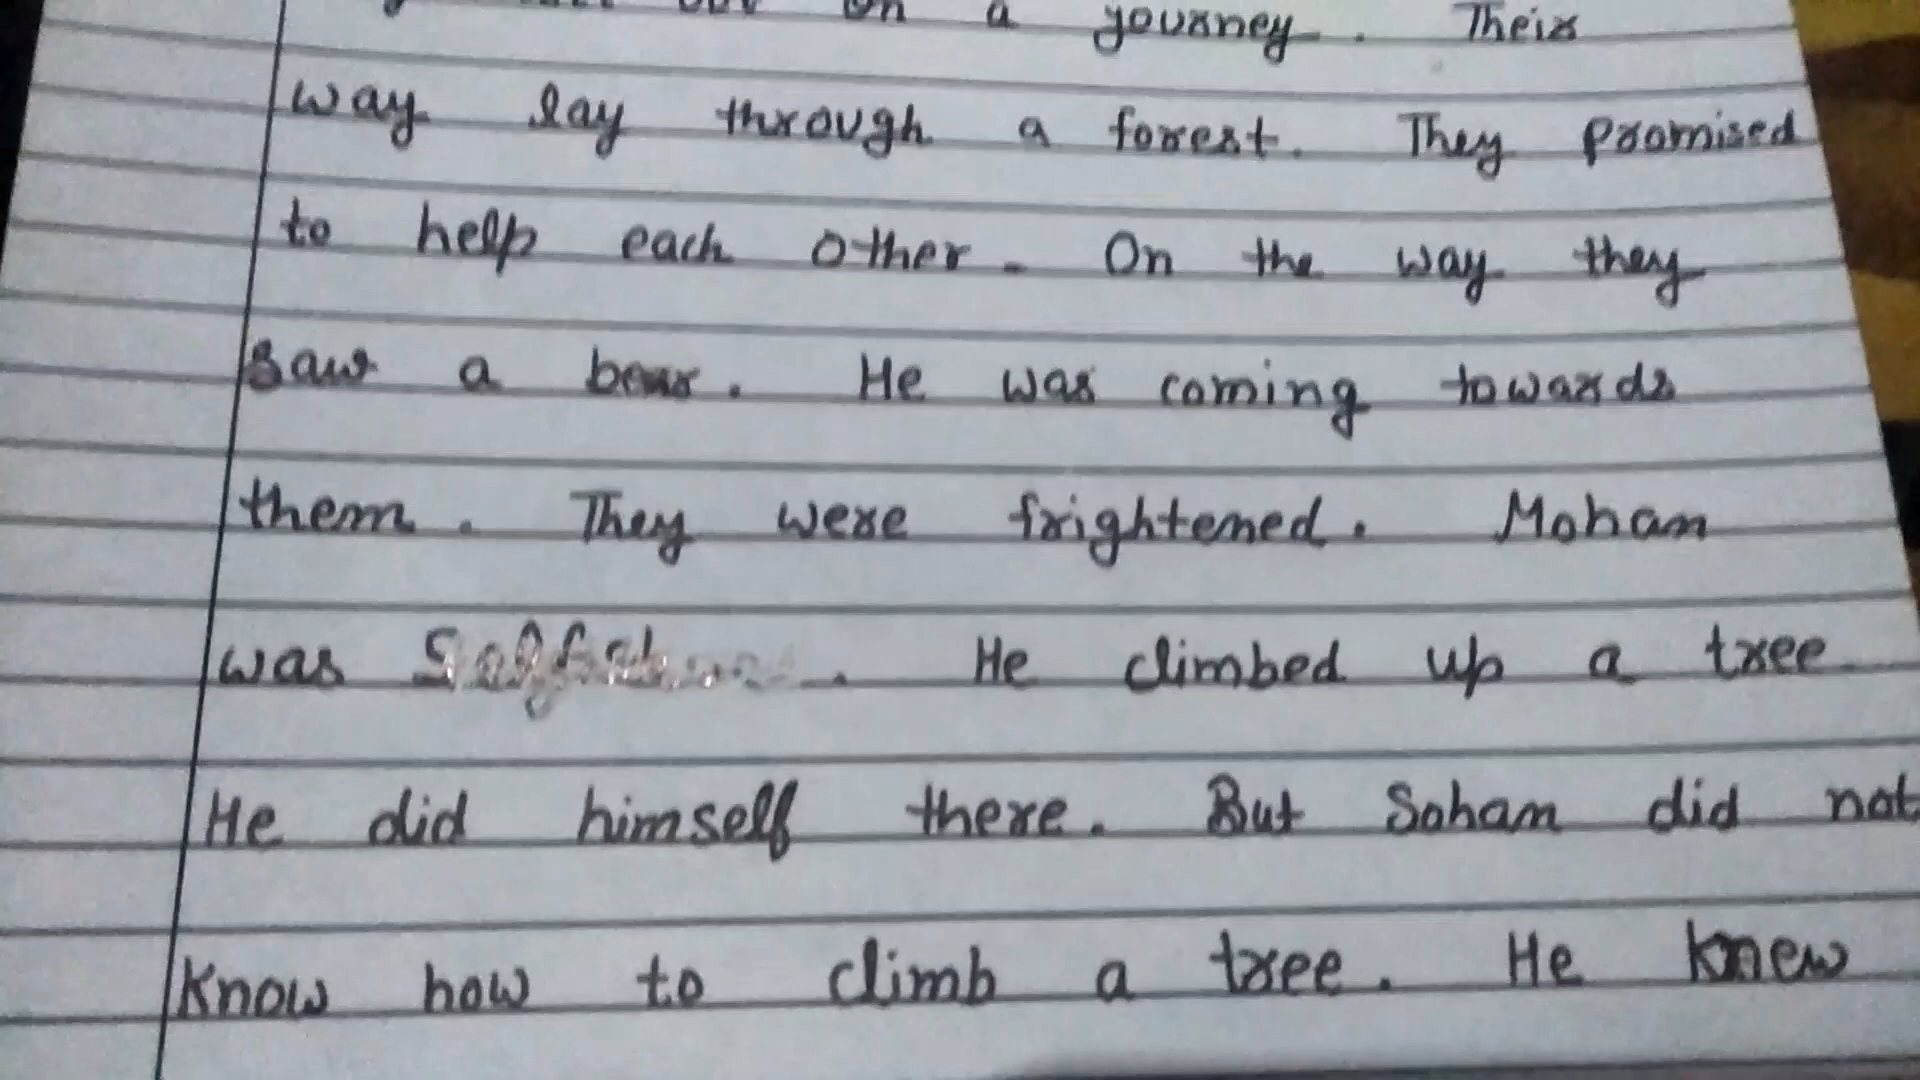 on a journey. Their
way lay through a forest. They promised
to help each other. On the way they
saw a bear. He was coming towards
them. They were frightened. Moham
was . He climbed up a tree
He did himself there. But Soham did not
know how to climb a tree. He knew